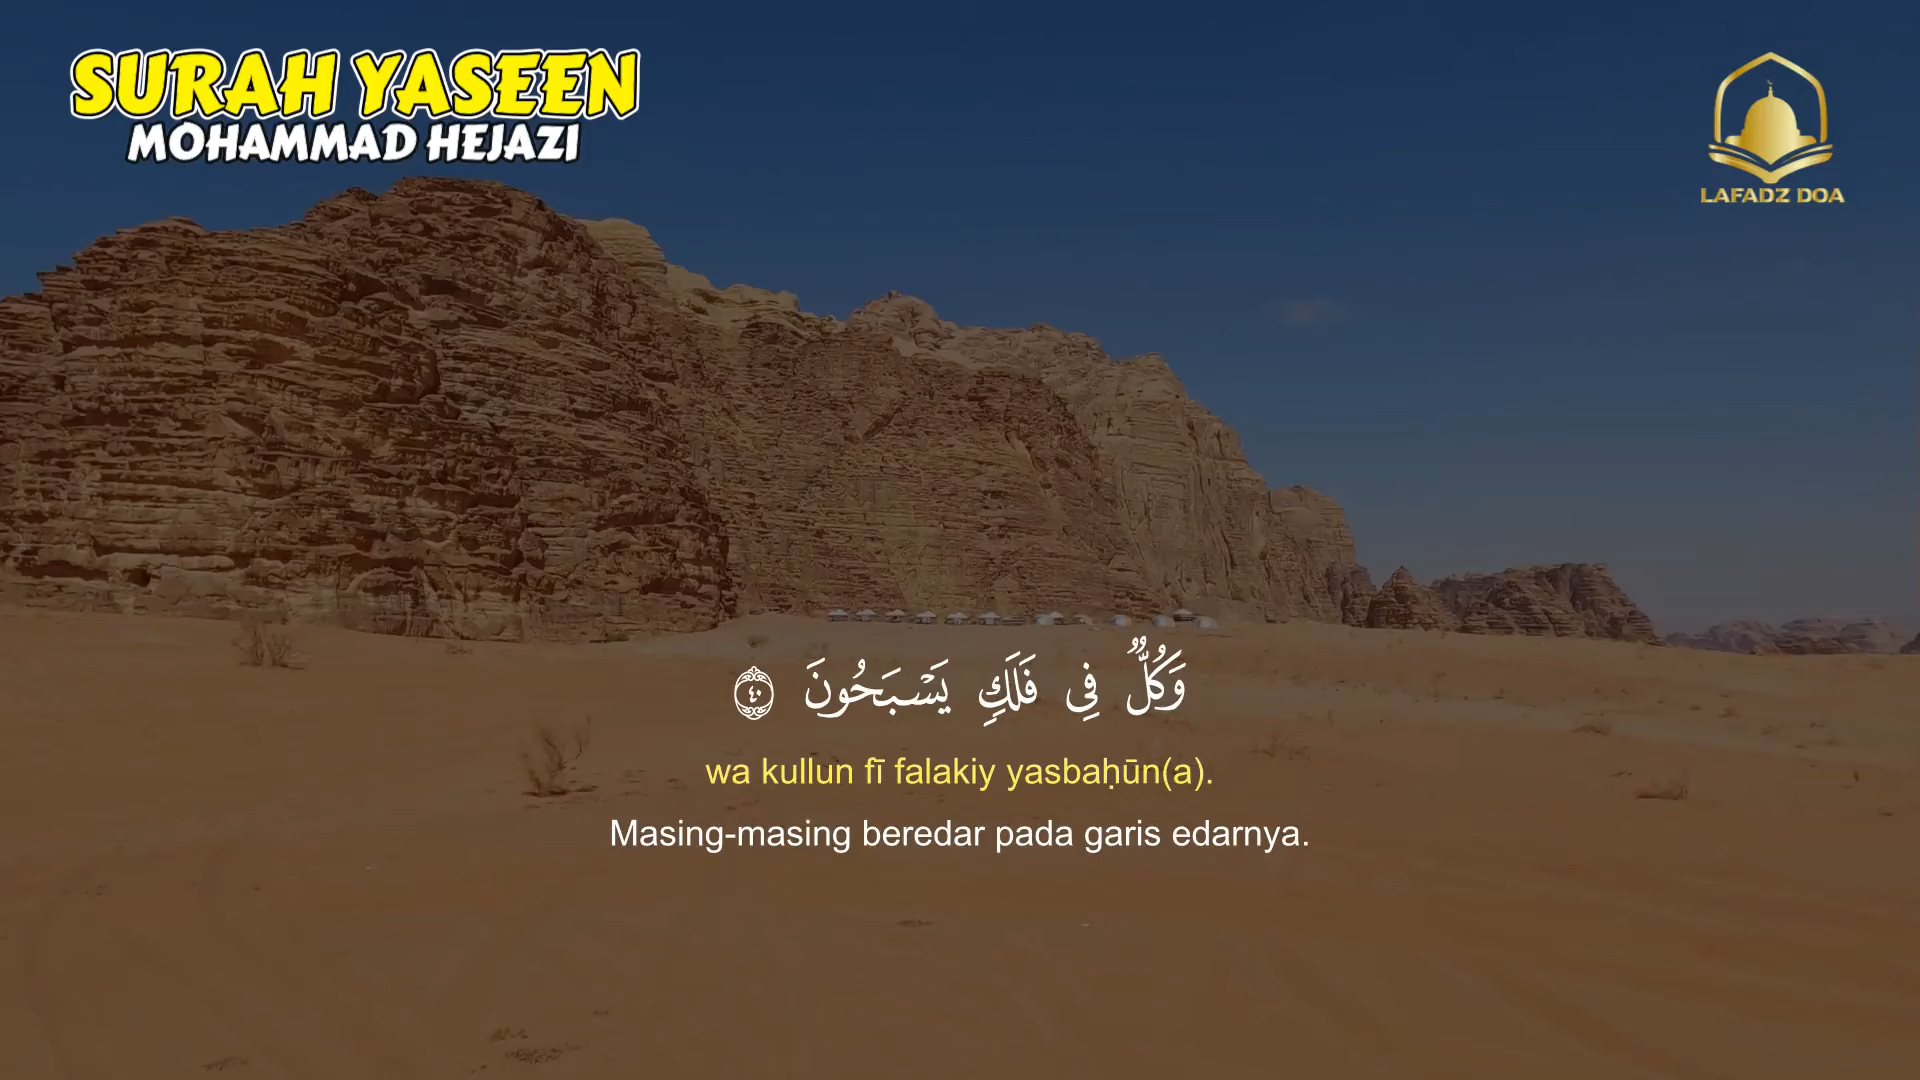 SURAH YASEEN
MOHAMMAD HEJAZI
LAFADZ DOA
وَكُلٌّ فِى فَلَكٍ يَسْبَحُونَ ٤٠
wa kullun fī falakiy yasbaḥūn(a).
Masing-masing beredar pada garis edarnya.